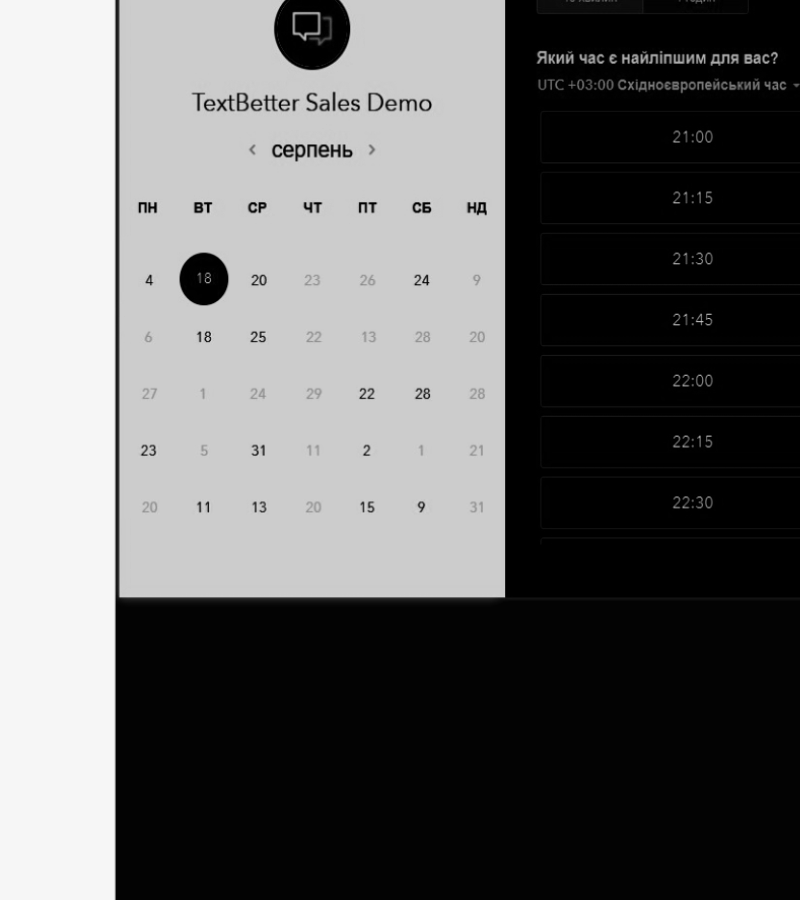 TextBetter Sales Demo
‹ серпень ›
ПН ВТ СР ЧТ ПТ СБ НД
4 18 20 23 26 24 9
6 18 25 22 13 28 20
27 1 24 29 22 28 28
23 5 31 11 2 1 21
20 11 13 20 15 9 31
Який час є найліпшим для вас?
UTC +03:00 Східноєвропейський час
21:00
21:15
21:30
21:45
22:00
22:15
22:30